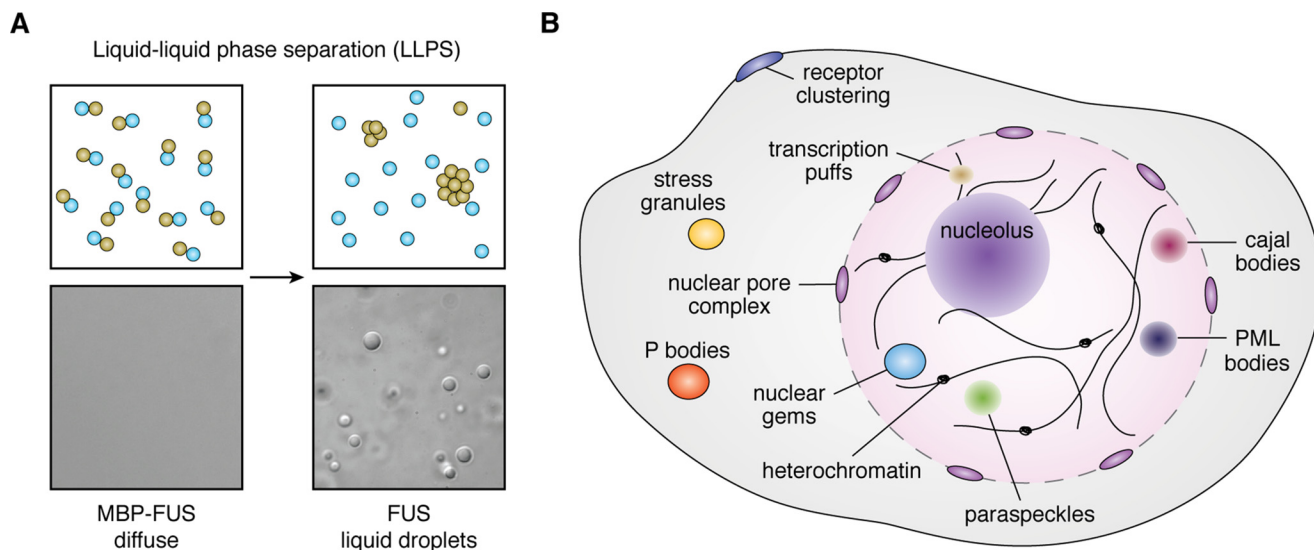 A
Liquid-liquid phase separation (LLPS)
MBP-FUS
diffuse
FUS
liquid droplets
B
receptor
clustering
transcription
puffs
stress
granules
nucleolus
cajal
bodies
nuclear pore
complex
P bodies
PML
bodies
nuclear
gems
heterochromatin
paraspeckles